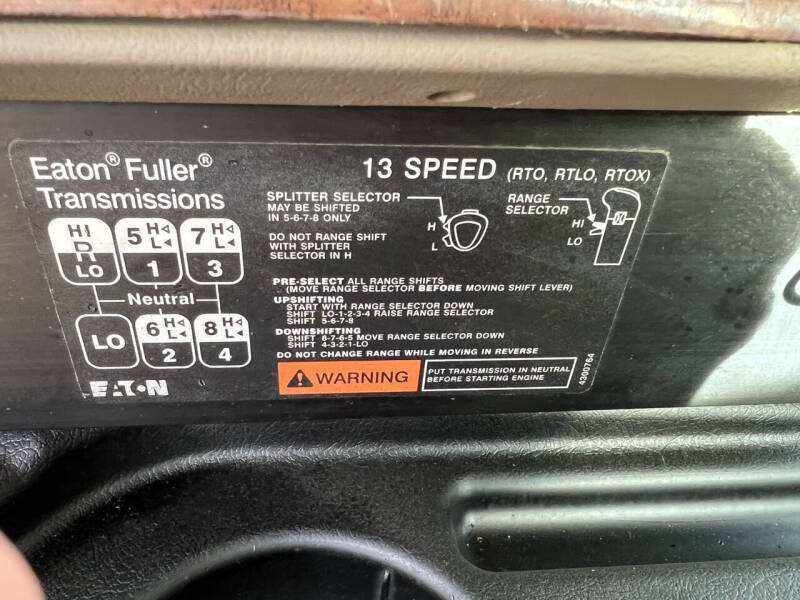 Eaton® Fuller®
Transmissions
13 SPEED (RTO, RTLO, RTOX)
HI
R
LO
5 H◁
L◀
1
7 H◁
L◀
3
Neutral
LO
6 H◁
L◀
2
8 H◁
L◀
4
EATON
SPLITTER SELECTOR
MAY BE SHIFTED
IN 5-6-7-8 ONLY
DO NOT RANGE SHIFT
WITH SPLITTER
SELECTOR IN H
H
L
RANGE
SELECTOR
HI
LO
PRE-SELECT ALL RANGE SHIFTS
(MOVE RANGE SELECTOR BEFORE MOVING SHIFT LEVER)
UPSHIFTING
START WITH RANGE SELECTOR DOWN
SHIFT LO-1-2-3-4 RAISE RANGE SELECTOR
SHIFT 5-6-7-8
DOWNSHIFTING
SHIFT 8-7-6-5 MOVE RANGE SELECTOR DOWN
SHIFT 4-3-2-1-LO
DO NOT CHANGE RANGE WHILE MOVING IN REVERSE
WARNING
PUT TRANSMISSION IN NEUTRAL
BEFORE STARTING ENGINE
4300764